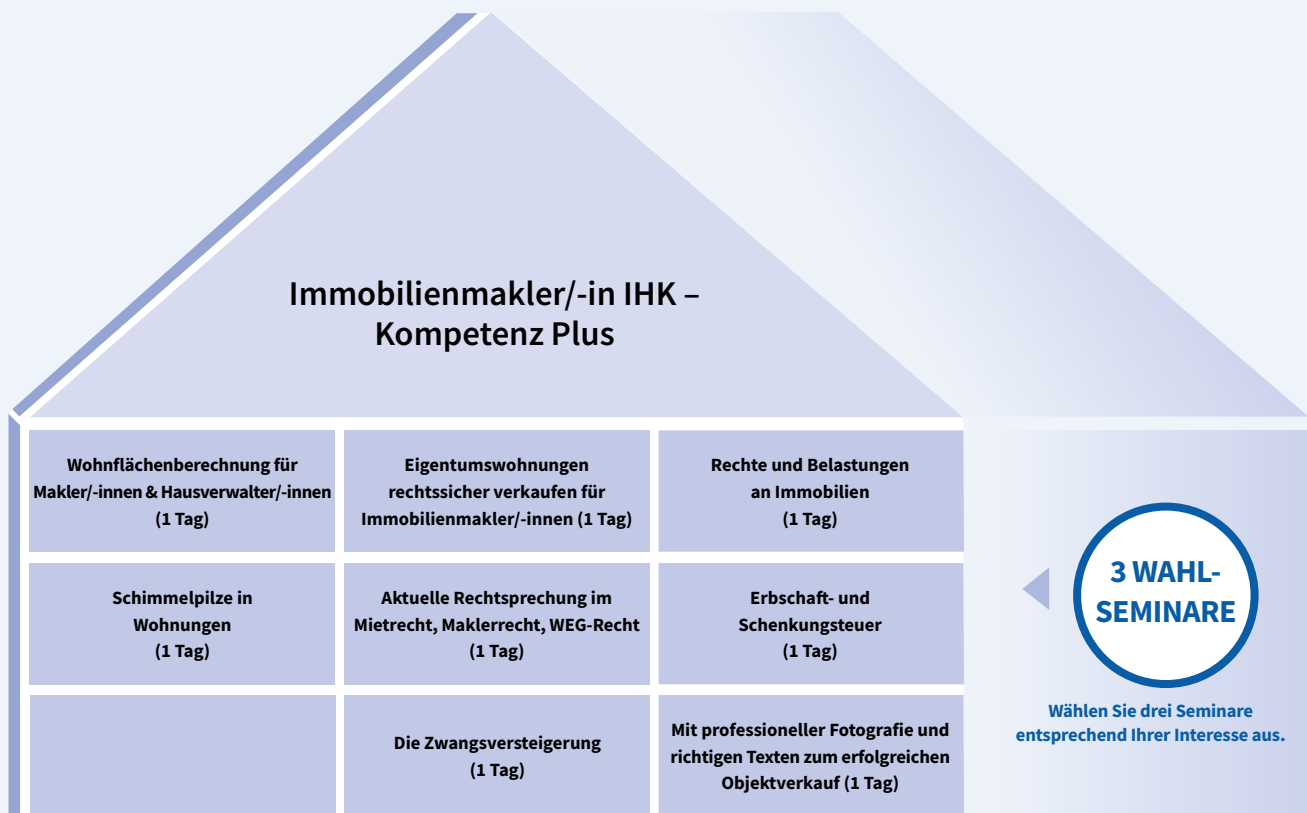 Immobilienmakler/-in IHK –
Kompetenz Plus
Wohnflächenberechnung für
Makler/-innen & Hausverwalter/-innen
(1 Tag)
Eigentumswohnungen
rechtssicher verkaufen für
Immobilienmakler/-innen (1 Tag)
Rechte und Belastungen
an Immobilien
(1 Tag)
Schimmelpilze in
Wohnungen
(1 Tag)
Aktuelle Rechtsprechung im
Mietrecht, Maklerrecht, WEG-Recht
(1 Tag)
Erbschaft- und
Schenkungsteuer
(1 Tag)
Die Zwangsversteigerung
(1 Tag)
Mit professioneller Fotografie und
richtigen Texten zum erfolgreichen
Objektverkauf (1 Tag)
3 WAHL-
SEMINARE
Wählen Sie drei Seminare
entsprechend Ihrer Interesse aus.